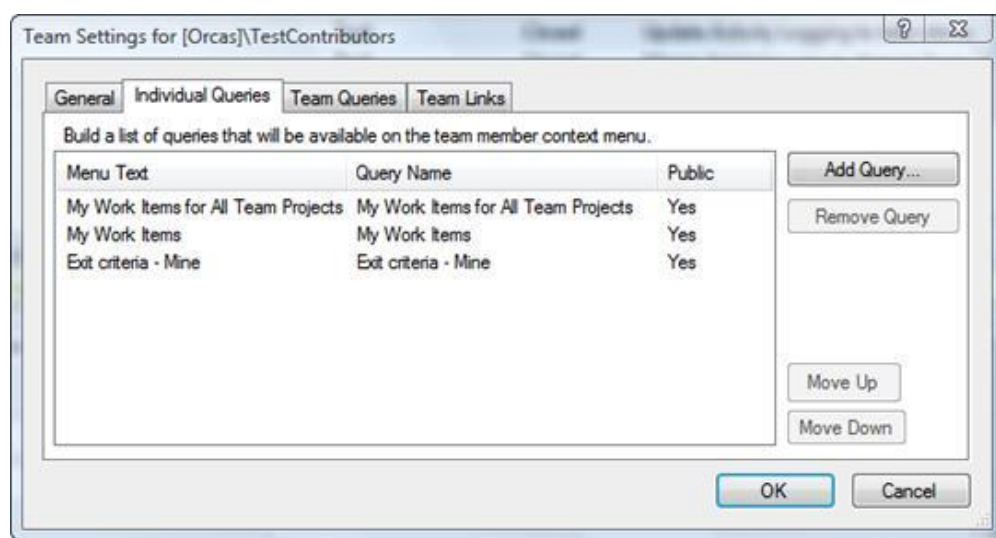 Team Settings for [Orcas]\TestContributors
General Individual Queries Team Queries Team Links
Build a list of queries that will be available on the team member context menu.
Menu Text Query Name Public
My Work Items for All Team Projects My Work Items for All Team Projects Yes
My Work Items My Work Items Yes
Exit criteria - Mine Exit criteria - Mine Yes
Add Query...
Remove Query
Move Up
Move Down
OK Cancel